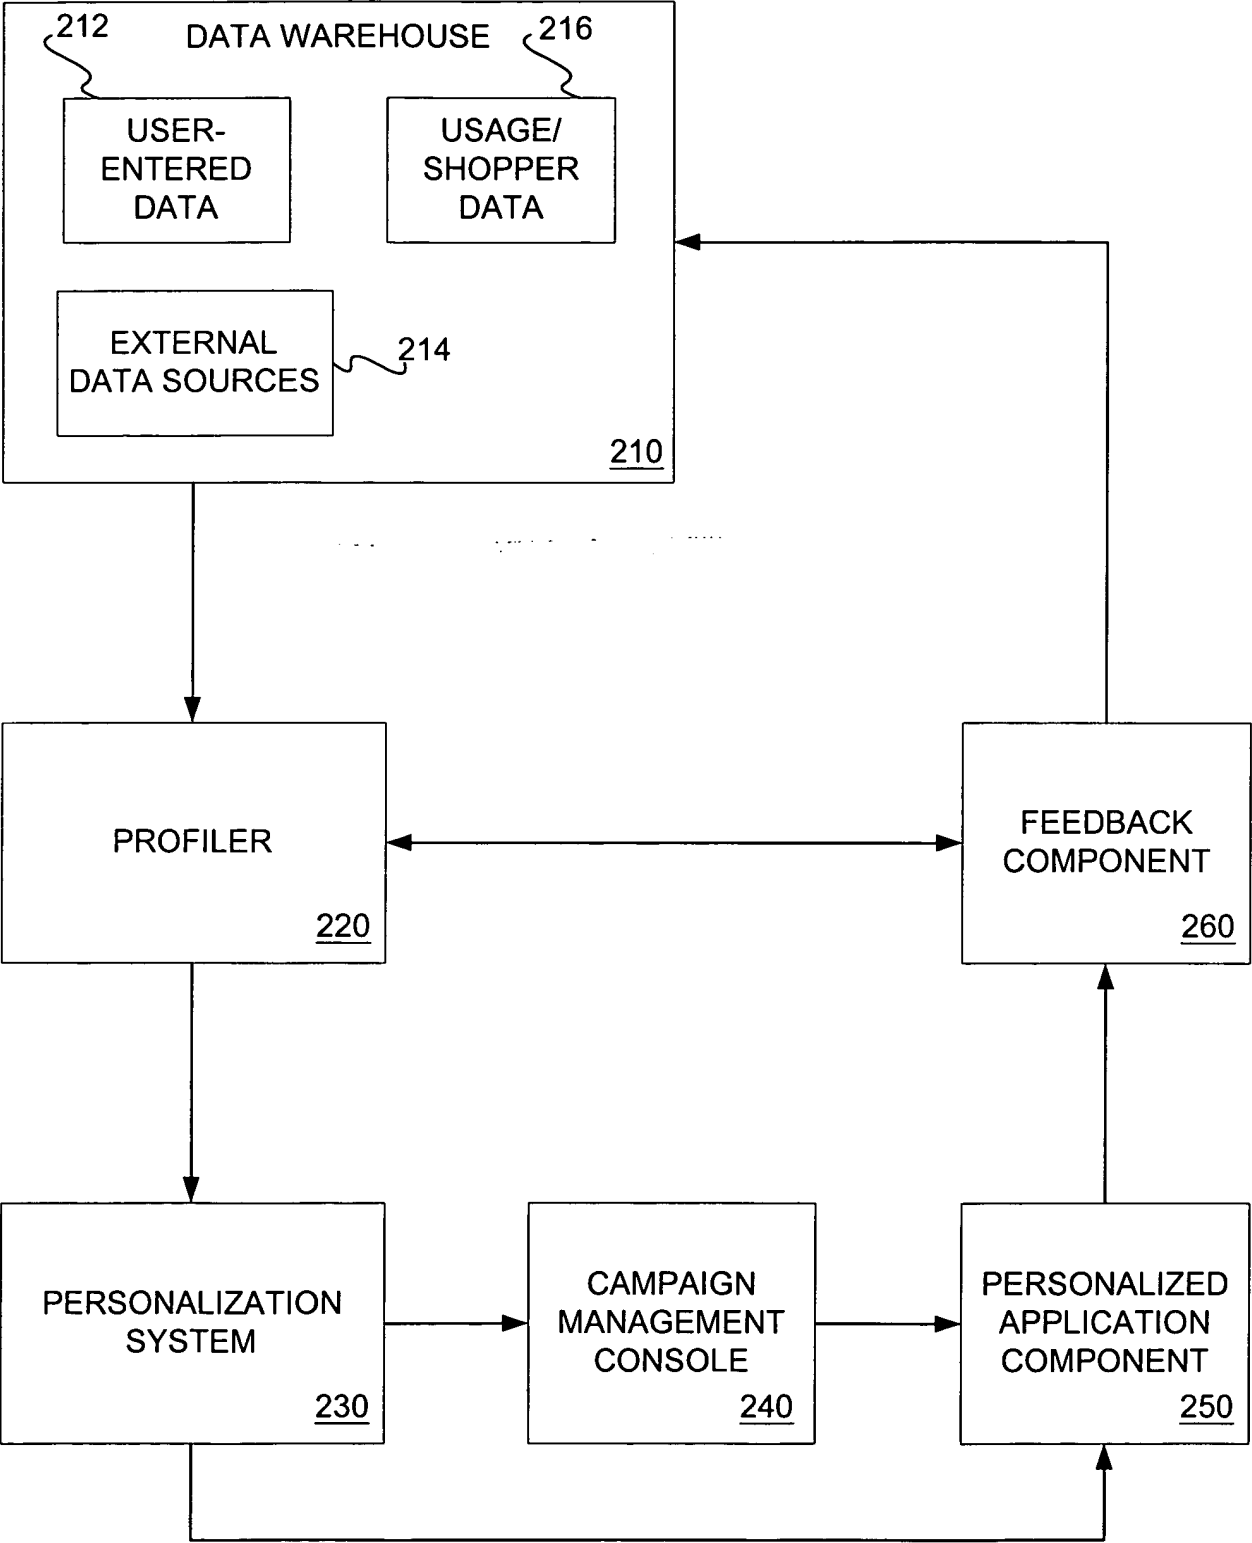 212
DATA WAREHOUSE
216
USER-
ENTERED
DATA
USAGE/
SHOPPER
DATA
EXTERNAL
DATA SOURCES
214
210
PROFILER
220
FEEDBACK
COMPONENT
260
PERSONALIZATION
SYSTEM
230
CAMPAIGN
MANAGEMENT
CONSOLE
240
PERSONALIZED
APPLICATION
COMPONENT
250